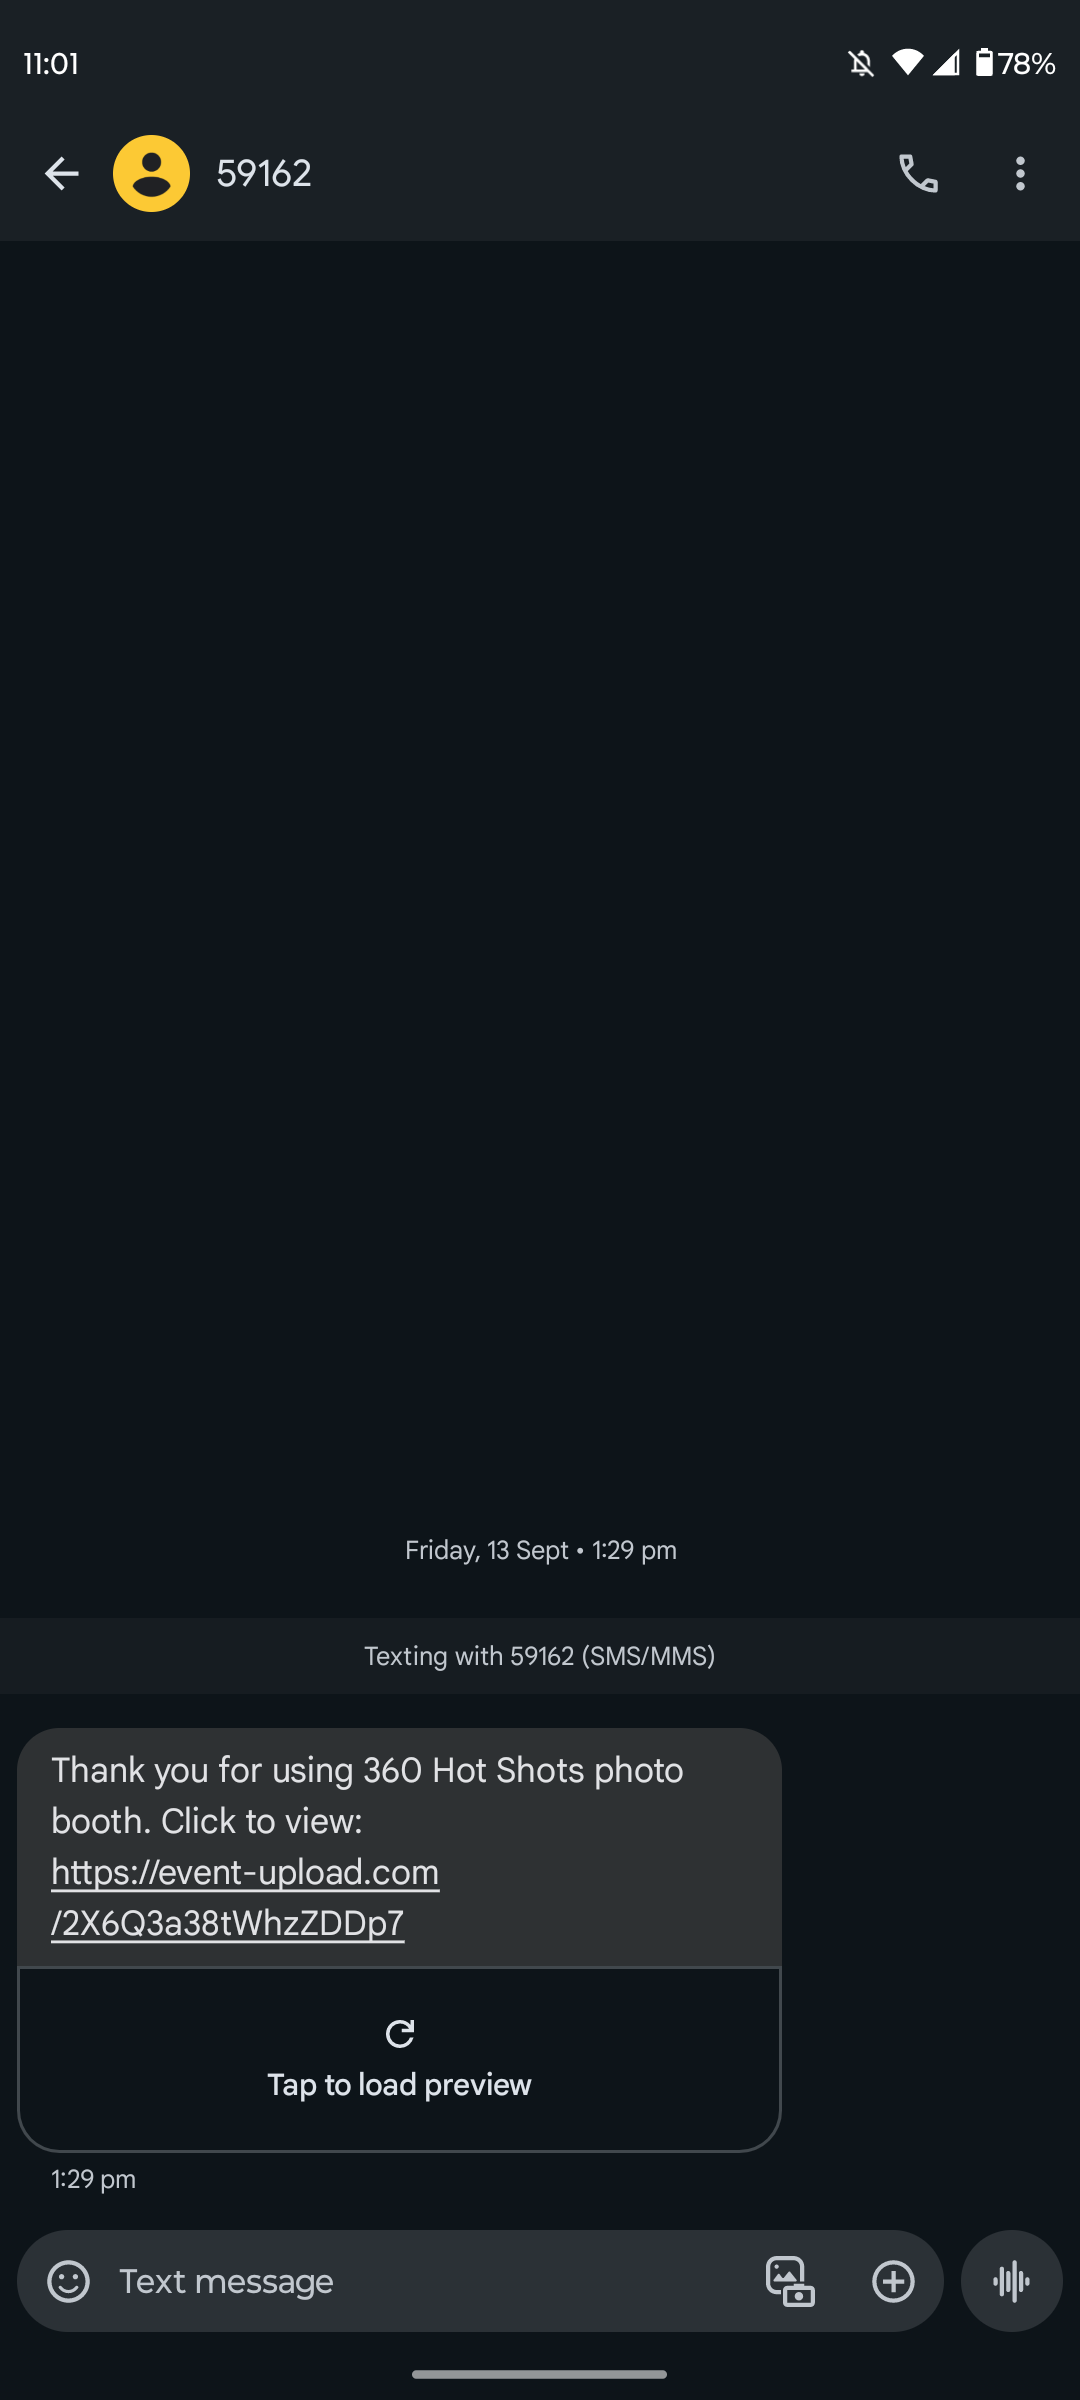 11:01
78%
59162
Friday, 13 Sept • 1:29 pm
Texting with 59162 (SMS/MMS)
Thank you for using 360 Hot Shots photo
booth. Click to view:
https://event-upload.com
/2X6Q3a38tWhzZDDp7
Tap to load preview
1:29 pm
Text message